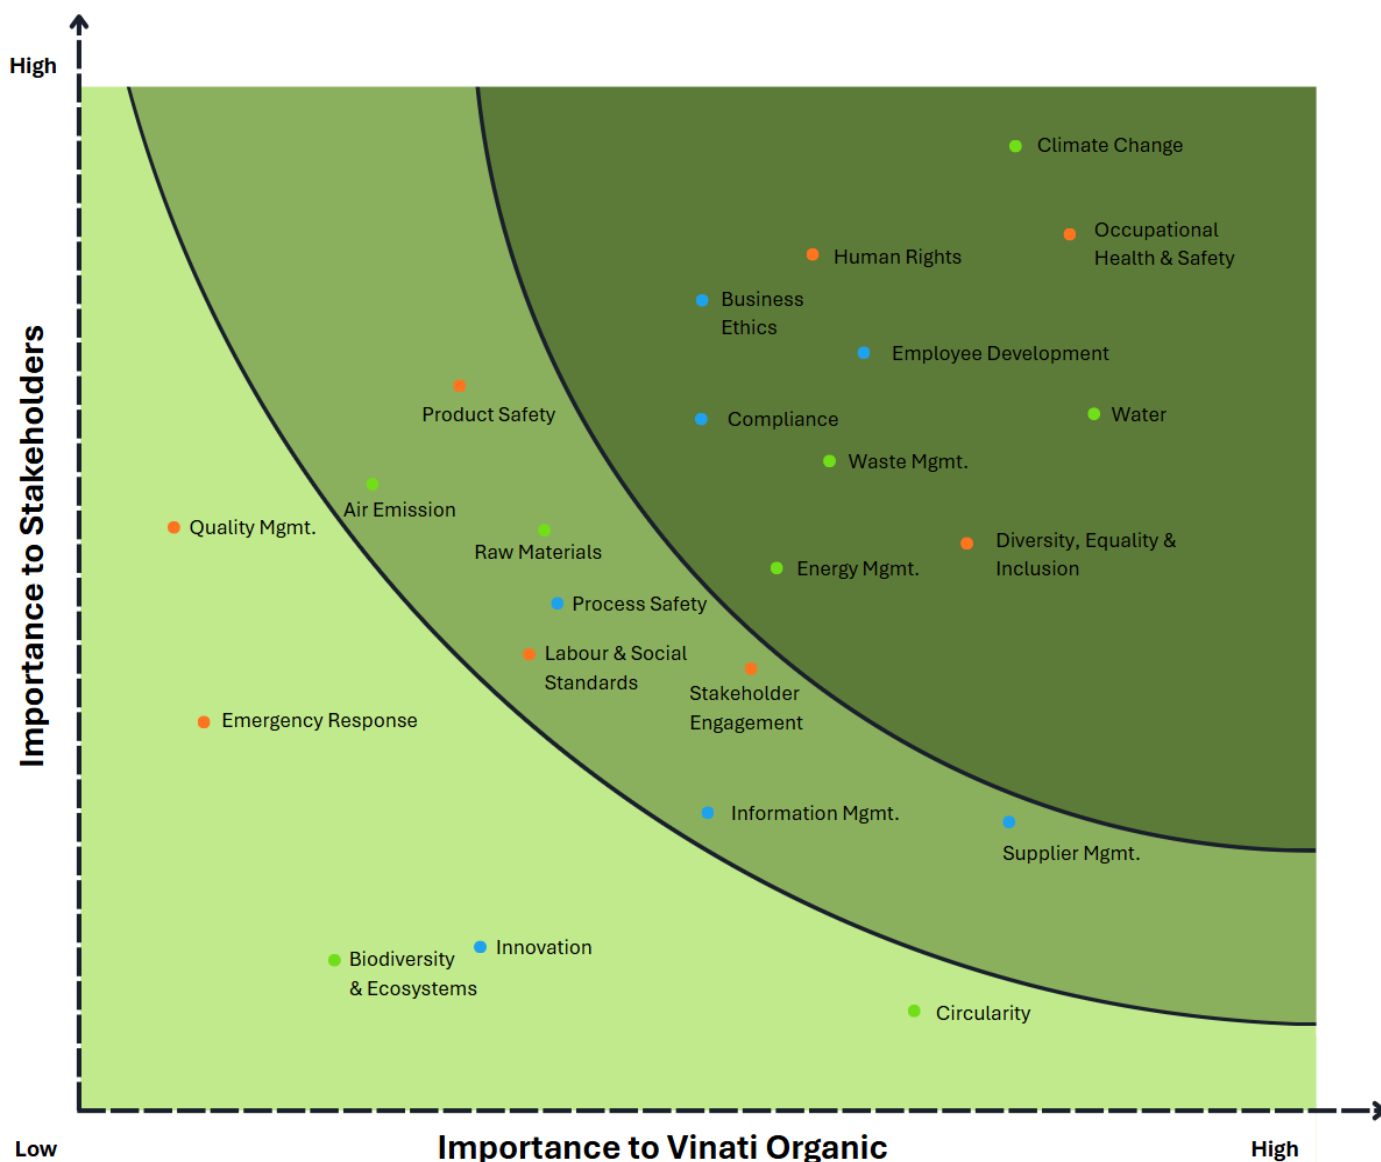 High
Climate Change
Occupational
Health & Safety
Human Rights
Business
Ethics
Employee Development
Product Safety
Compliance
Water
Waste Mgmt.
Air Emission
Quality Mgmt.
Raw Materials
Diversity, Equality &
Inclusion
Energy Mgmt.
Process Safety
Labour & Social
Standards
Stakeholder
Engagement
Emergency Response
Information Mgmt.
Supplier Mgmt.
Innovation
Biodiversity
& Ecosystems
Circularity
Importance to Stakeholders
Low
Importance to Vinati Organic
High